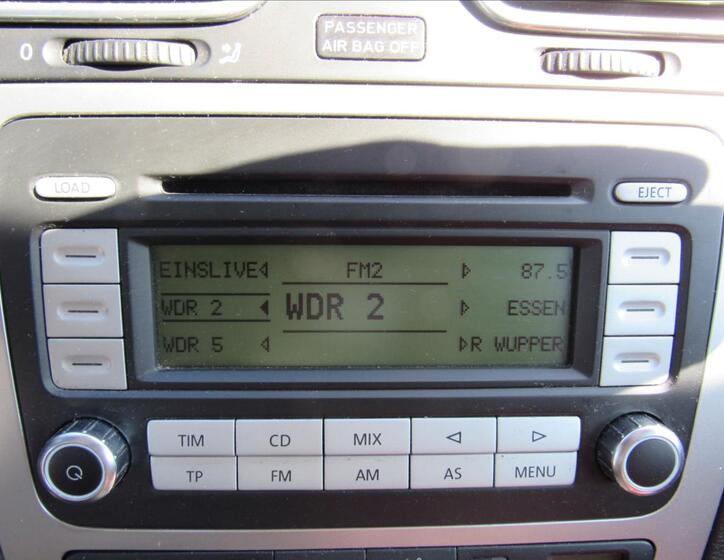 0
PASSENGER
AIR BAG OFF
LOAD
EJECT
EINSLIVE FM2 87.5
WDR 2 WDR 2 ESSEN
WDR 5 R WUPPER
TIM CD MIX
TP FM AM AS MENU